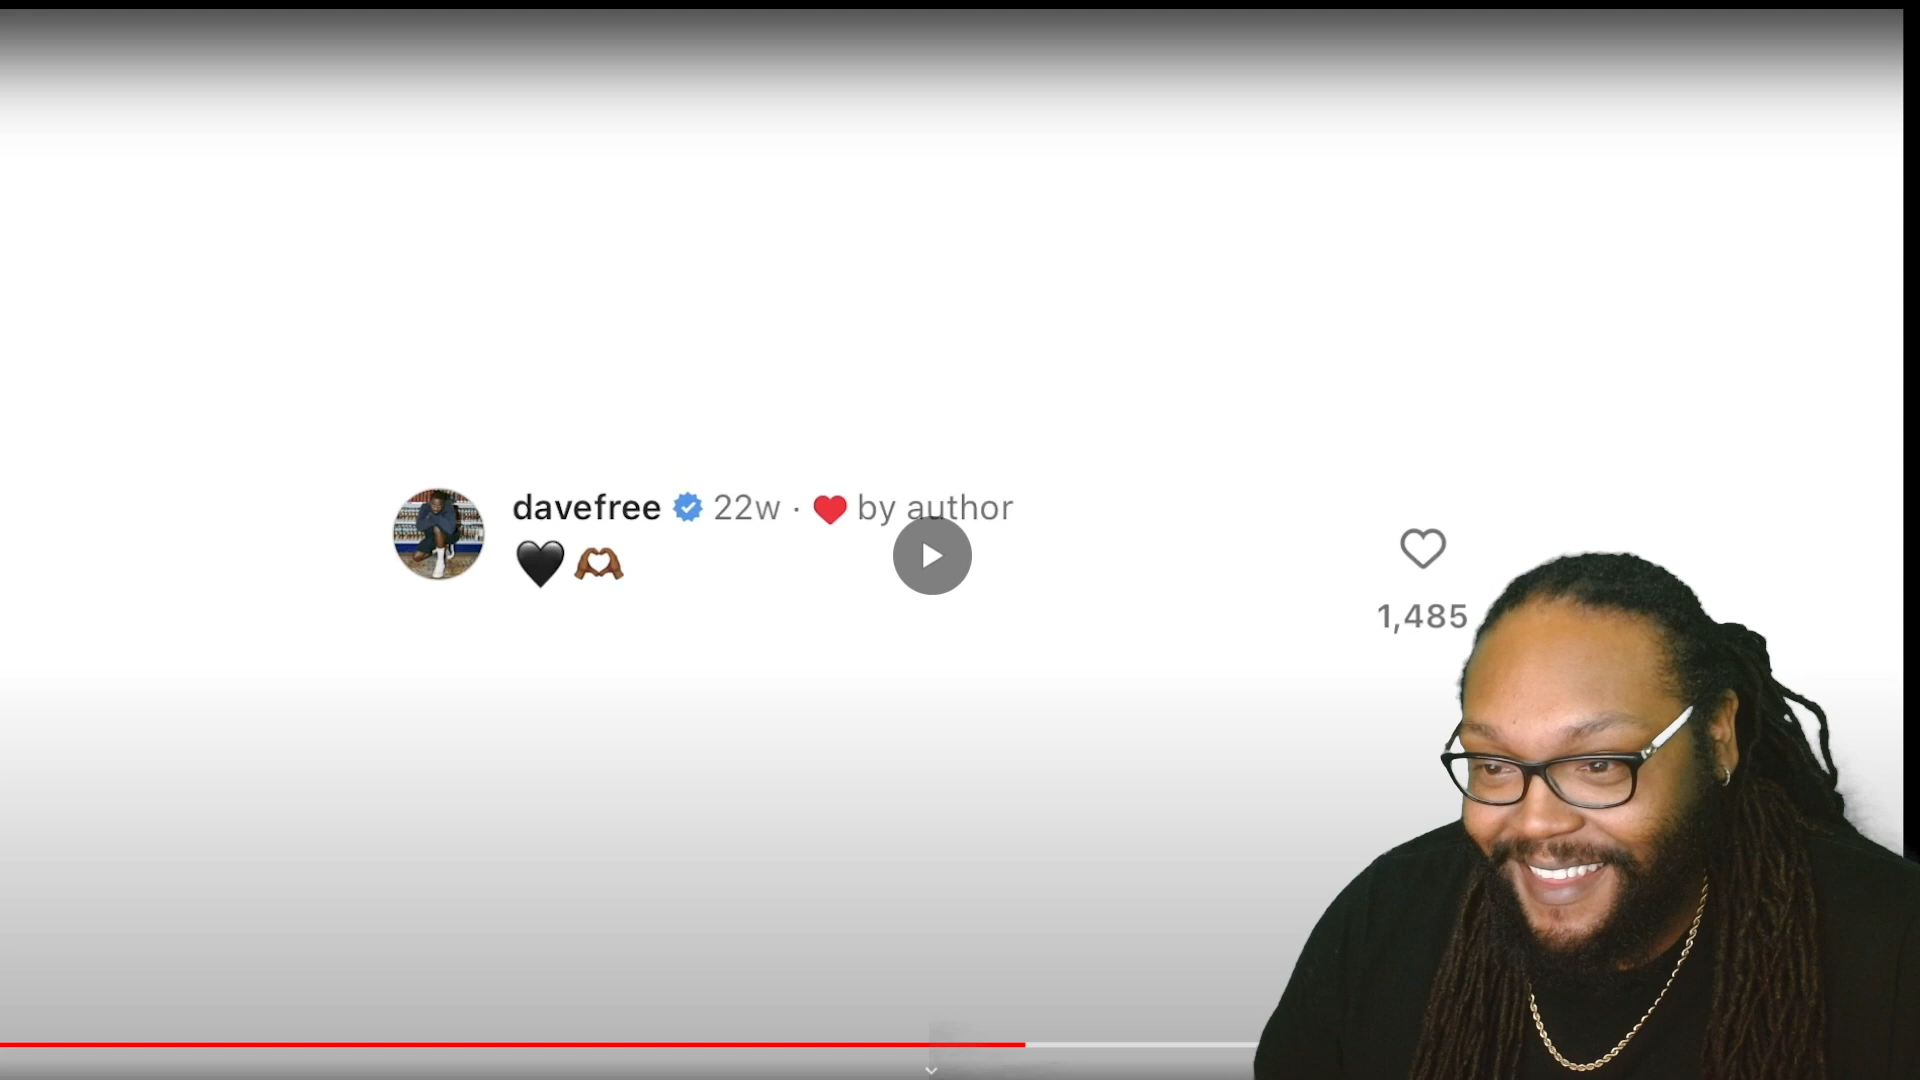 davefree 22w · ❤️ by author
🖤🫶🏾
1,485